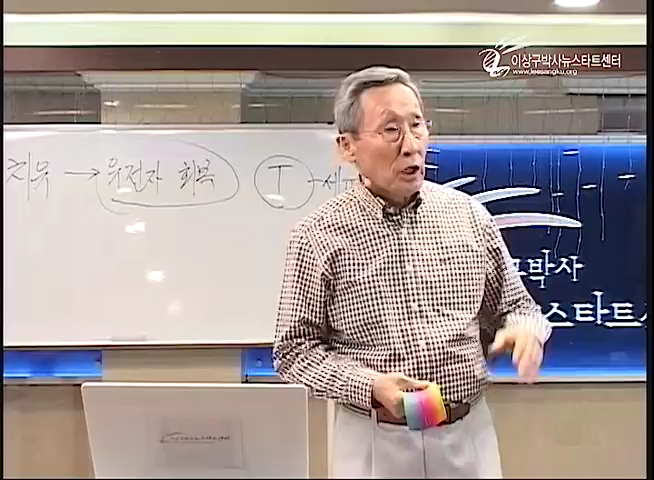 이상구박사뉴스타트센터
www.leesangku.org
치유 → 유전자 회복 T-세
구박사
스타트